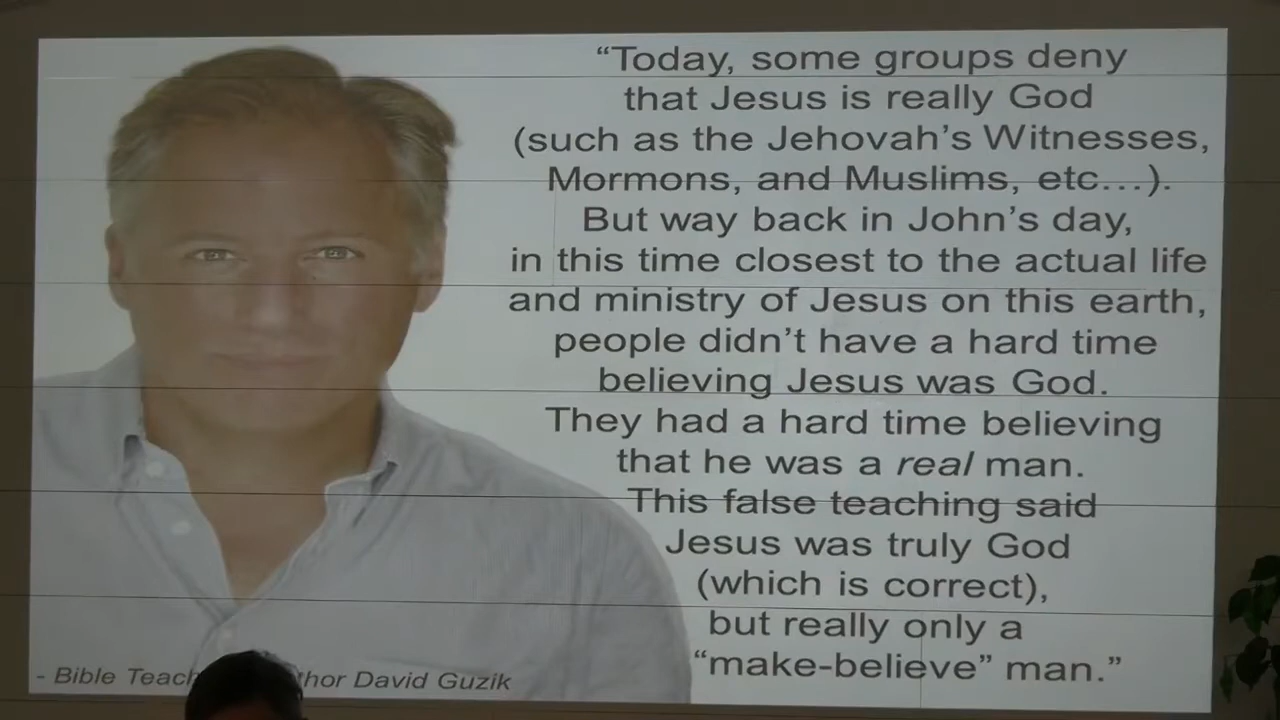 “Today, some groups deny
that Jesus is really God
(such as the Jehovah’s Witnesses,
Mormons, and Muslims, etc...).
But way back in John’s day,
in this time closest to the actual life
and ministry of Jesus on this earth,
people didn’t have a hard time
believing Jesus was God.
They had a hard time believing
that he was a real man.
This false teaching said
Jesus was truly God
(which is correct),
but really only a
“make-believe” man.”
- Bible Teac thor David Guzik